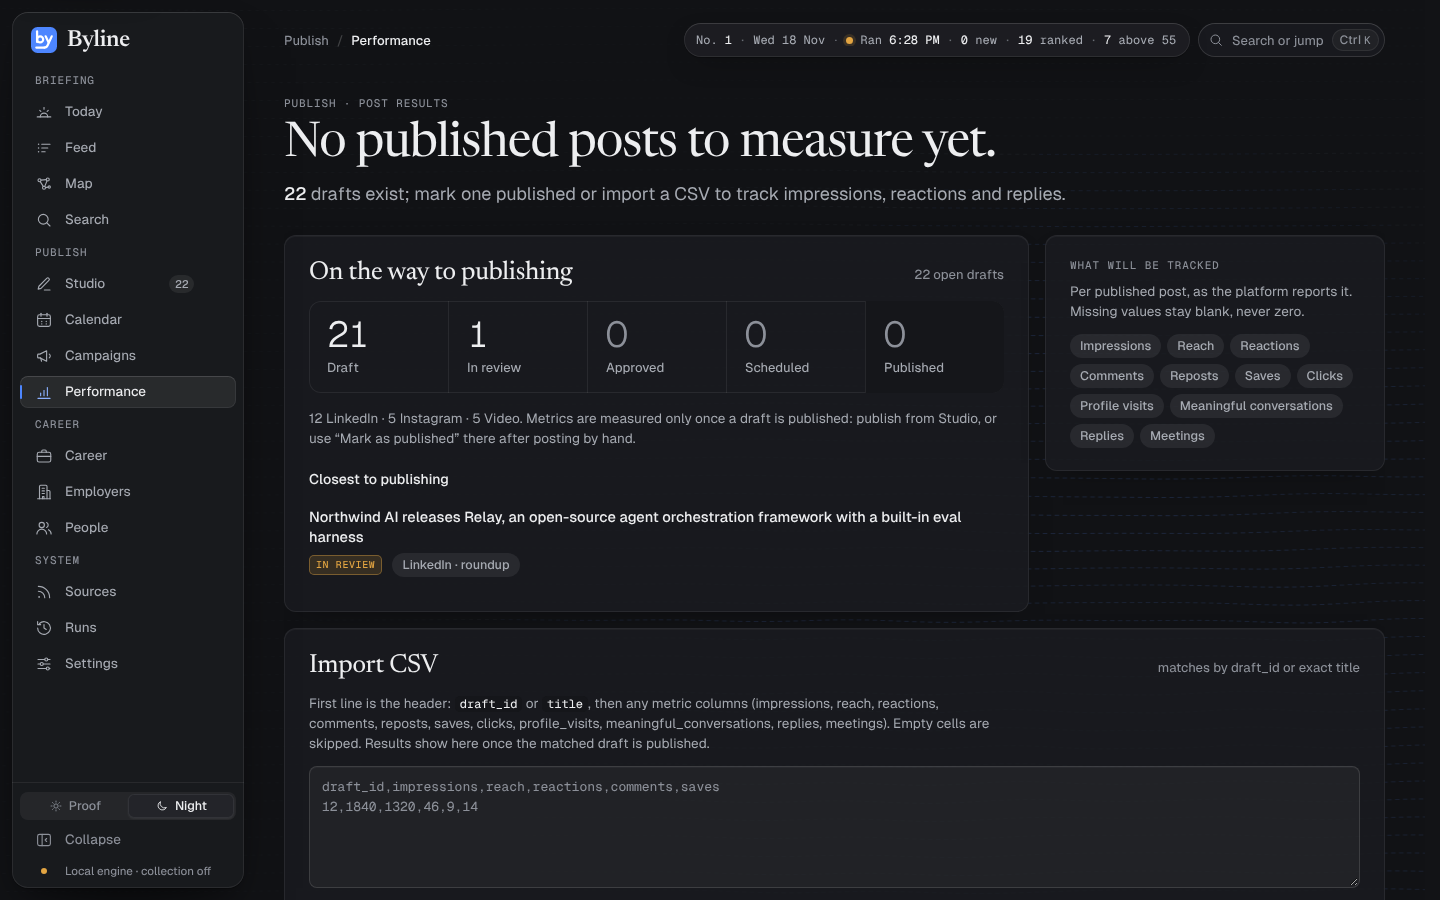 by Byline
BRIEFING
Today
Feed
Map
Search
PUBLISH
Studio 22
Calendar
Campaigns
Performance
CAREER
Career
Employers
People
SYSTEM
Sources
Runs
Settings
Proof Night
Collapse
Local engine · collection off
Publish / Performance
No. 1 · Wed 18 Nov · Ran 6:28 PM · 0 new · 19 ranked · 7 above 55
Search or jump Ctrl K
PUBLISH · POST RESULTS
No published posts to measure yet.
22 drafts exist; mark one published or import a CSV to track impressions, reactions and replies.
On the way to publishing
22 open drafts
21 1 0 0 0
Draft In review Approved Scheduled Published
12 LinkedIn · 5 Instagram · 5 Video. Metrics are measured only once a draft is published: publish from Studio, or
use “Mark as published” there after posting by hand.
Closest to publishing
Northwind AI releases Relay, an open-source agent orchestration framework with a built-in eval
harness
IN REVIEW LinkedIn · roundup
WHAT WILL BE TRACKED
Per published post, as the platform reports it.
Missing values stay blank, never zero.
Impressions Reach Reactions
Comments Reposts Saves Clicks
Profile visits Meaningful conversations
Replies Meetings
Import CSV
matches by draft_id or exact title
First line is the header: draft_id or title, then any metric columns (impressions, reach, reactions,
comments, reposts, saves, clicks, profile_visits, meaningful_conversations, replies, meetings). Empty cells are
skipped. Results show here once the matched draft is published.
draft_id,impressions,reach,reactions,comments,saves
12,1840,1320,46,9,14